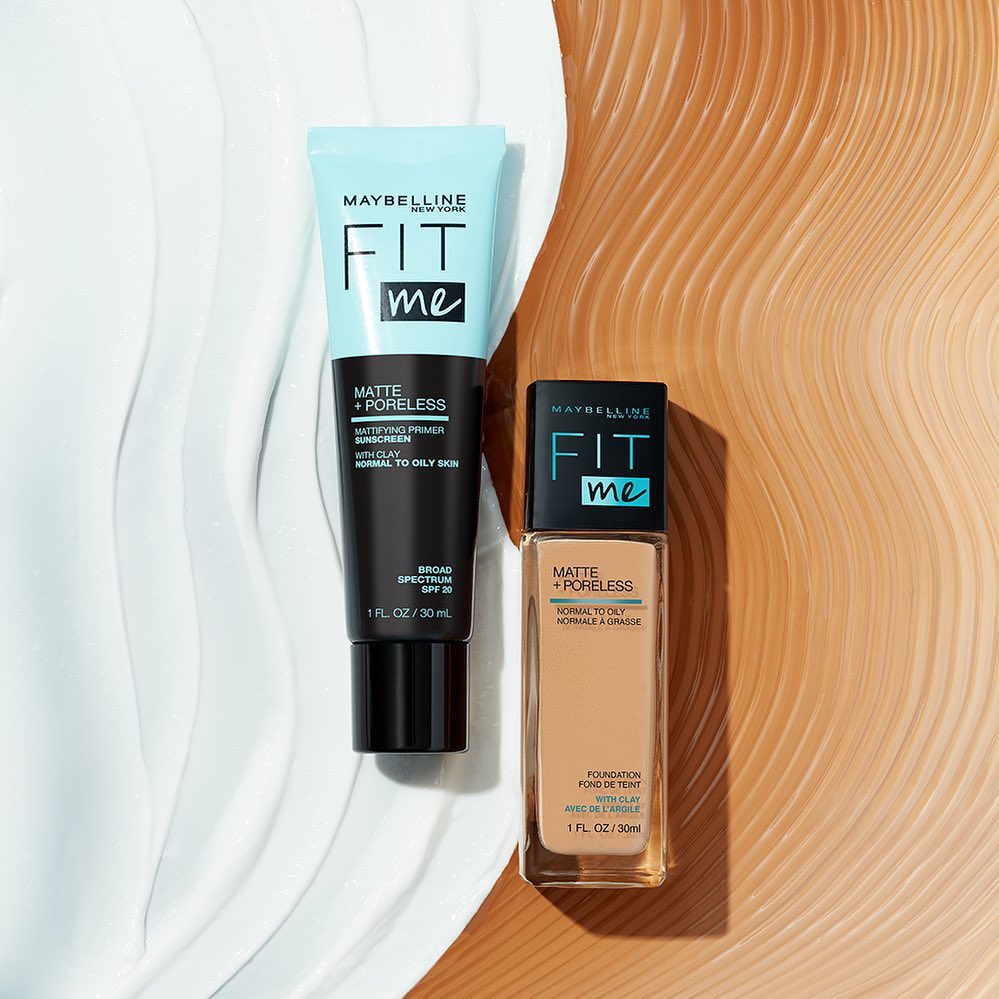 MAYBELLINE
NEW YORK
FIT
me
MATTE
+ PORELESS
MATTIFYING PRIMER
SUNSCREEN
WITH CLAY
NORMAL TO OILY SKIN
BROAD
SPECTRUM
SPF 20
1 FL. OZ / 30 mL
MAYBELLINE
NEW YORK
FIT
me
MATTE
+ PORELESS
NORMAL TO OILY
NORMALE À GRASSE
FOUNDATION
FOND DE TEINT
WITH CLAY
AVEC DE L'ARGILE
1 FL. OZ / 30ml